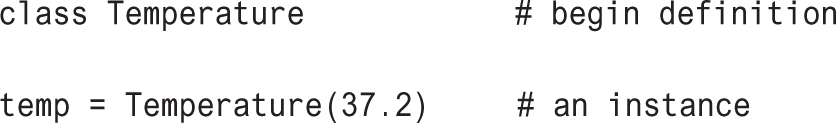 class Temperature # begin definition
temp = Temperature(37.2) # an instance